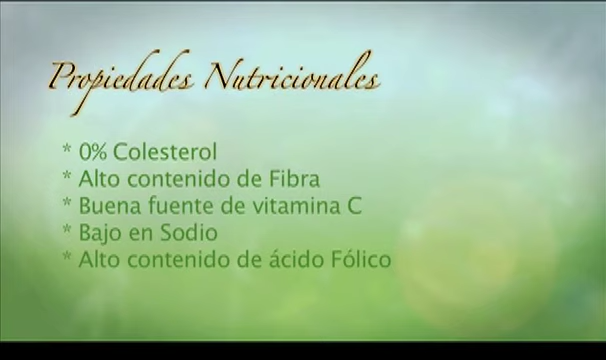 Propiedades Nutricionales
* 0% Colesterol
* Alto contenido de Fibra
* Buena fuente de vitamina C
* Bajo en Sodio
* Alto contenido de ácido Fólico